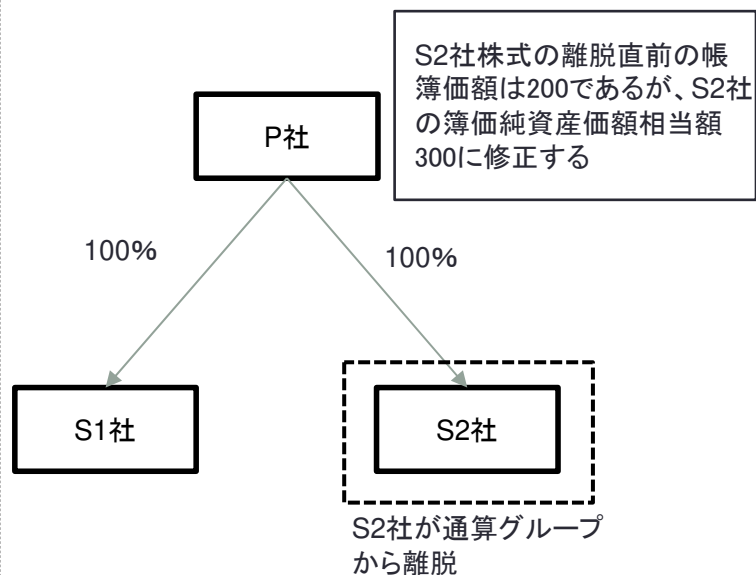 S2社株式の離脱直前の帳
簿価額は200であるが、S2社
の簿価純資産価額相当額
300に修正する
P社
100%
100%
S1社
S2社
S2社が通算グループ
から離脱